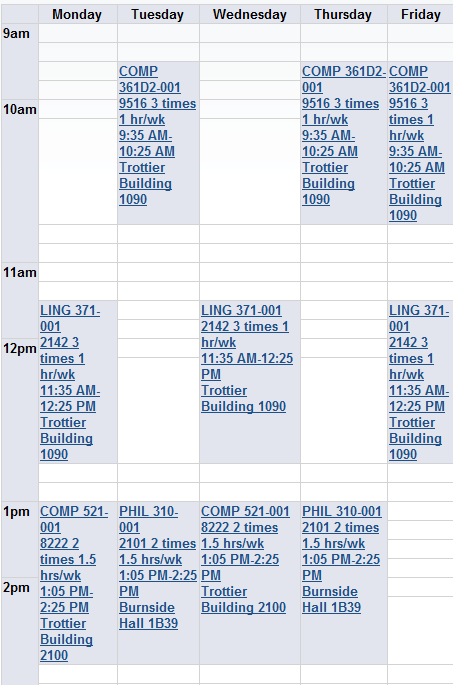 Monday Tuesday Wednesday Thursday Friday
9am
COMP
361D2-001
9516 3 times
1 hr/wk
9:35 AM-
10:25 AM
Trottier
Building
1090
COMP 361D2-
001
9516 3 times
1 hr/wk
9:35 AM-
10:25 AM
Trottier
Building
1090
COMP
361D2-001
9516 3
times 1
hr/wk
9:35 AM-
10:25 AM
Trottier
Building
1090
10am
11am
LING 371-
001
2142 3
times 1
hr/wk
11:35 AM-
12:25 PM
Trottier
Building
1090
LING 371-001
2142 3 times 1
hr/wk
11:35 AM-12:25
PM
Trottier
Building 1090
LING 371-
001
2142 3
times 1
hr/wk
11:35 AM-
12:25 PM
Trottier
Building
1090
12pm
1pm
COMP 521-
001
8222 2
times 1.5
hrs/wk
1:05 PM-
2:25 PM
Trottier
Building
2100
PHIL 310-
001
2101 2 times
1.5 hrs/wk
1:05 PM-2:25
PM
Burnside
Hall 1B39
COMP 521-001
8222 2 times
1.5 hrs/wk
1:05 PM-2:25
PM
Trottier
Building 2100
PHIL 310-001
2101 2 times
1.5 hrs/wk
1:05 PM-2:25
PM
Burnside
Hall 1B39
2pm